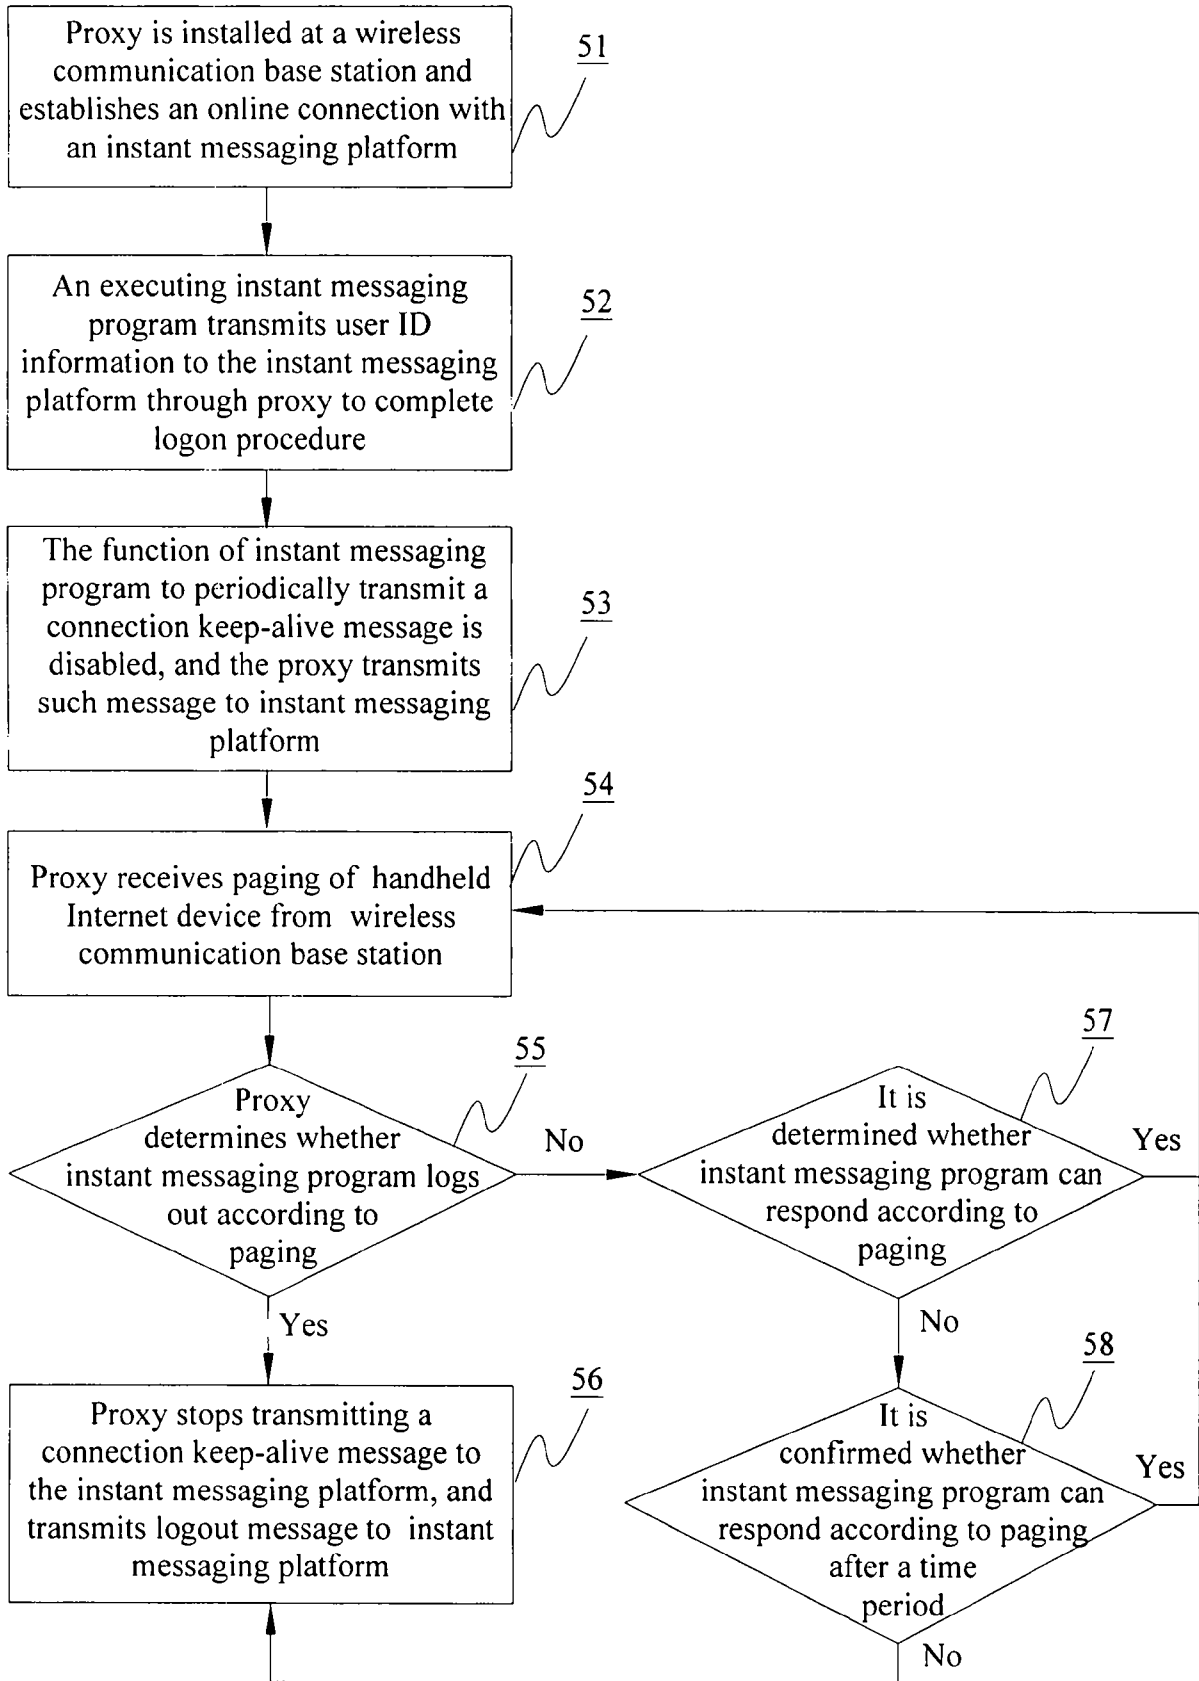 Proxy is installed at a wireless
communication base station and
establishes an online connection with
an instant messaging platform
51
An executing instant messaging
program transmits user ID
information to the instant messaging
platform through proxy to complete
logon procedure
52
The function of instant messaging
program to periodically transmit a
connection keep-alive message is
disabled, and the proxy transmits
such message to instant messaging
platform
53
54
Proxy receives paging of handheld
Internet device from wireless
communication base station
55
Proxy
determines whether
instant messaging program logs
out according to
paging
No
Yes
57
It is
determined whether
instant messaging program can
respond according to
paging
Yes
No
56
Proxy stops transmitting a
connection keep-alive message to
the instant messaging platform, and
transmits logout message to instant
messaging platform
58
It is
confirmed whether
instant messaging program can
respond according to paging
after a time
period
Yes
No